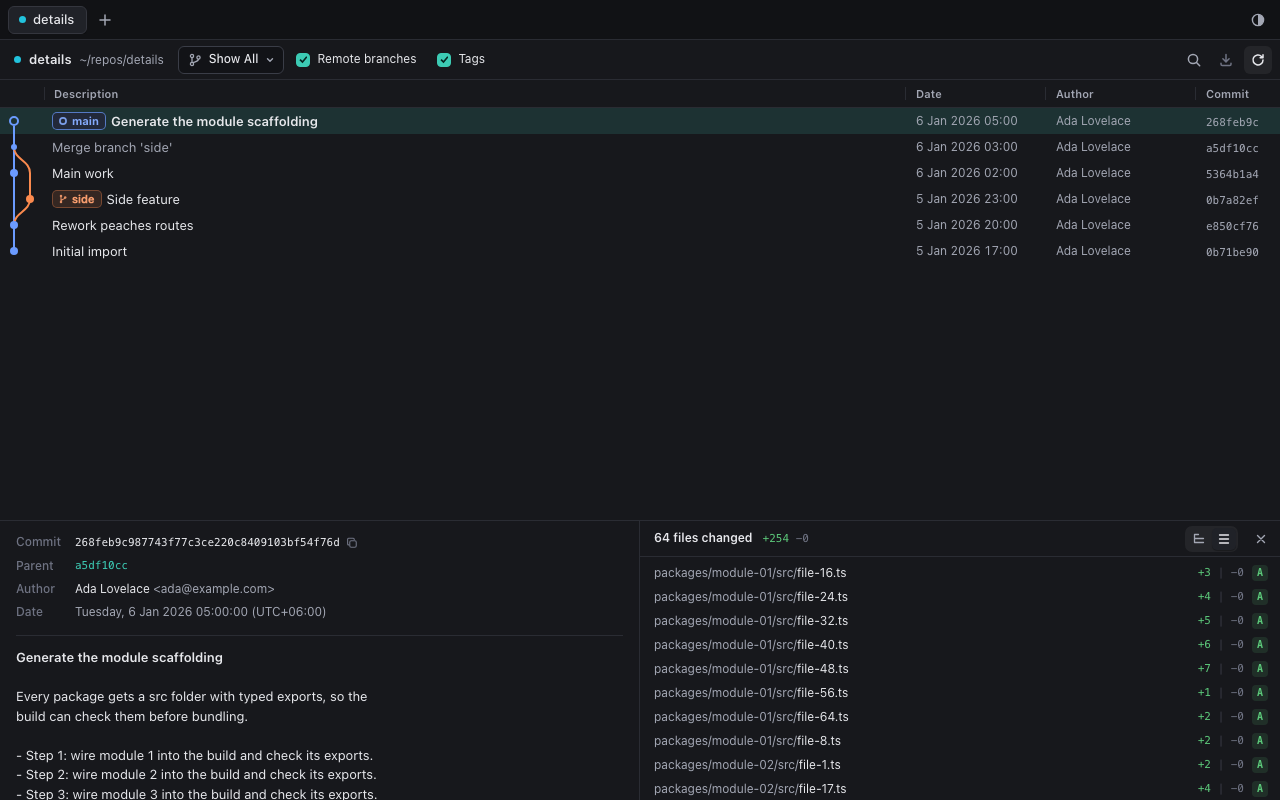 details
details ~/repos/details Show All Remote branches Tags
Description Date Author Commit
main Generate the module scaffolding 6 Jan 2026 05:00 Ada Lovelace 268feb9c
Merge branch 'side' 6 Jan 2026 03:00 Ada Lovelace a5df10cc
Main work 6 Jan 2026 02:00 Ada Lovelace 5364b1a4
side Side feature 5 Jan 2026 23:00 Ada Lovelace 0b7a82ef
Rework peaches routes 5 Jan 2026 20:00 Ada Lovelace e850cf76
Initial import 5 Jan 2026 17:00 Ada Lovelace 0b71be90
Commit 268feb9c987743f77c3ce220c8409103bf54f76d
Parent a5df10cc
Author Ada Lovelace <ada@example.com>
Date Tuesday, 6 Jan 2026 05:00:00 (UTC+06:00)
Generate the module scaffolding
Every package gets a src folder with typed exports, so the
build can check them before bundling.
- Step 1: wire module 1 into the build and check its exports.
- Step 2: wire module 2 into the build and check its exports.
- Step 3: wire module 3 into the build and check its exports.
64 files changed +254 −0
packages/module-01/src/file-16.ts +3 | −0 A
packages/module-01/src/file-24.ts +4 | −0 A
packages/module-01/src/file-32.ts +5 | −0 A
packages/module-01/src/file-40.ts +6 | −0 A
packages/module-01/src/file-48.ts +7 | −0 A
packages/module-01/src/file-56.ts +1 | −0 A
packages/module-01/src/file-64.ts +2 | −0 A
packages/module-01/src/file-8.ts +2 | −0 A
packages/module-02/src/file-1.ts +2 | −0 A
packages/module-02/src/file-17.ts +4 | −0 A